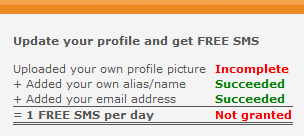 Update your profile and get FREE SMS
Uploaded your own profile picture Incomplete
+ Added your own alias/name Succeeded
+ Added your email address Succeeded
= 1 FREE SMS per day Not granted